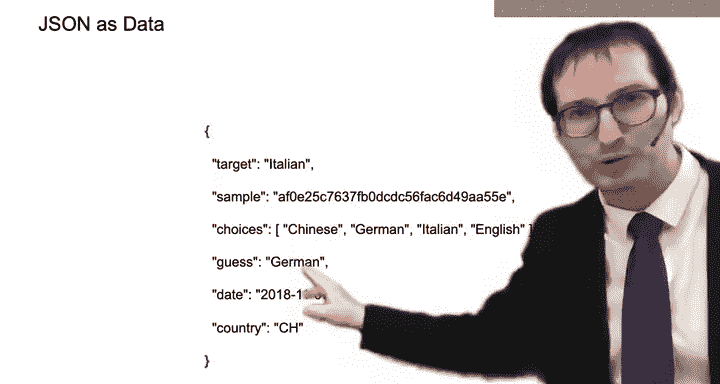 JSON as Data
{
"target": "Italian",
"sample": "af0e25c7637fb0dcdc56fac6d49aa55e",
"choices": [ "Chinese", "German", "Italian", "English" ]
"guess": "German",
"date": "2018-1
"country": "CH"
}